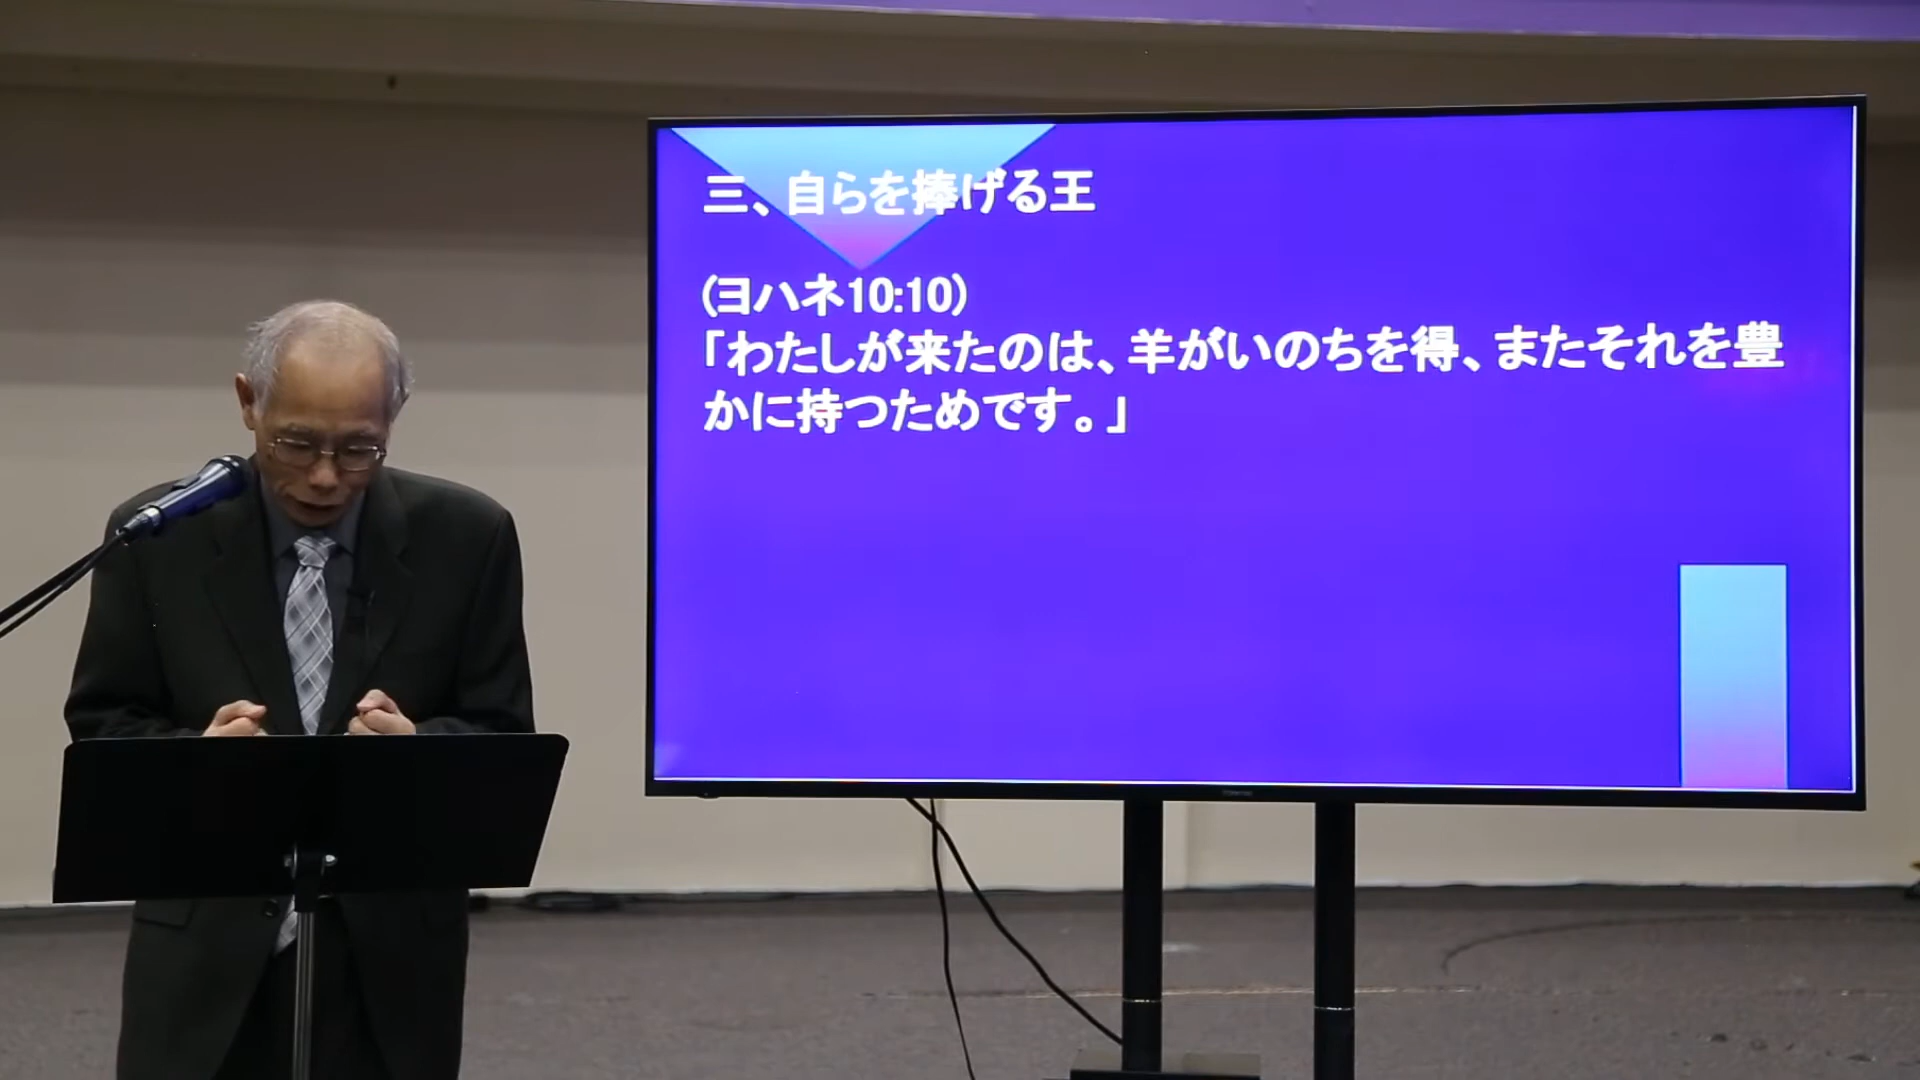 三、自らを捧げる王
(ヨハネ10:10)
「わたしが来たのは、羊がいのちを得、またそれを豊
かに持つためです。」